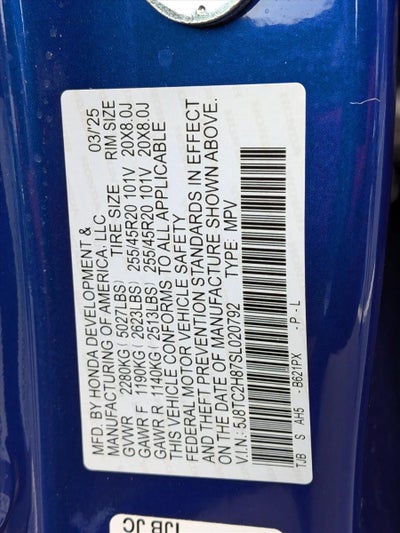 MFD. BY HONDA DEVELOPMENT & 03/'25
MANUFACTURING OF AMERICA, LLC
TIRE SIZE RIM SIZE
GVWR 2280KG( 5027LBS)
GAWR F 1190KG( 2623LBS) 255/45R20 101V 20X8.0J
GAWR R 1140KG( 2513LBS) 255/45R20 101V 20X8.0J
THIS VEHICLE CONFORMS TO ALL APPLICABLE
FEDERAL MOTOR VEHICLE SAFETY
AND THEFT PREVENTION STANDARDS IN EFFECT
ON THE DATE OF MANUFACTURE SHOWN ABOVE.
V.I.N.: 5J8TC2H87SL020792 TYPE: MPV
TJB S AH5 -B621PX -P-L
TJB JC